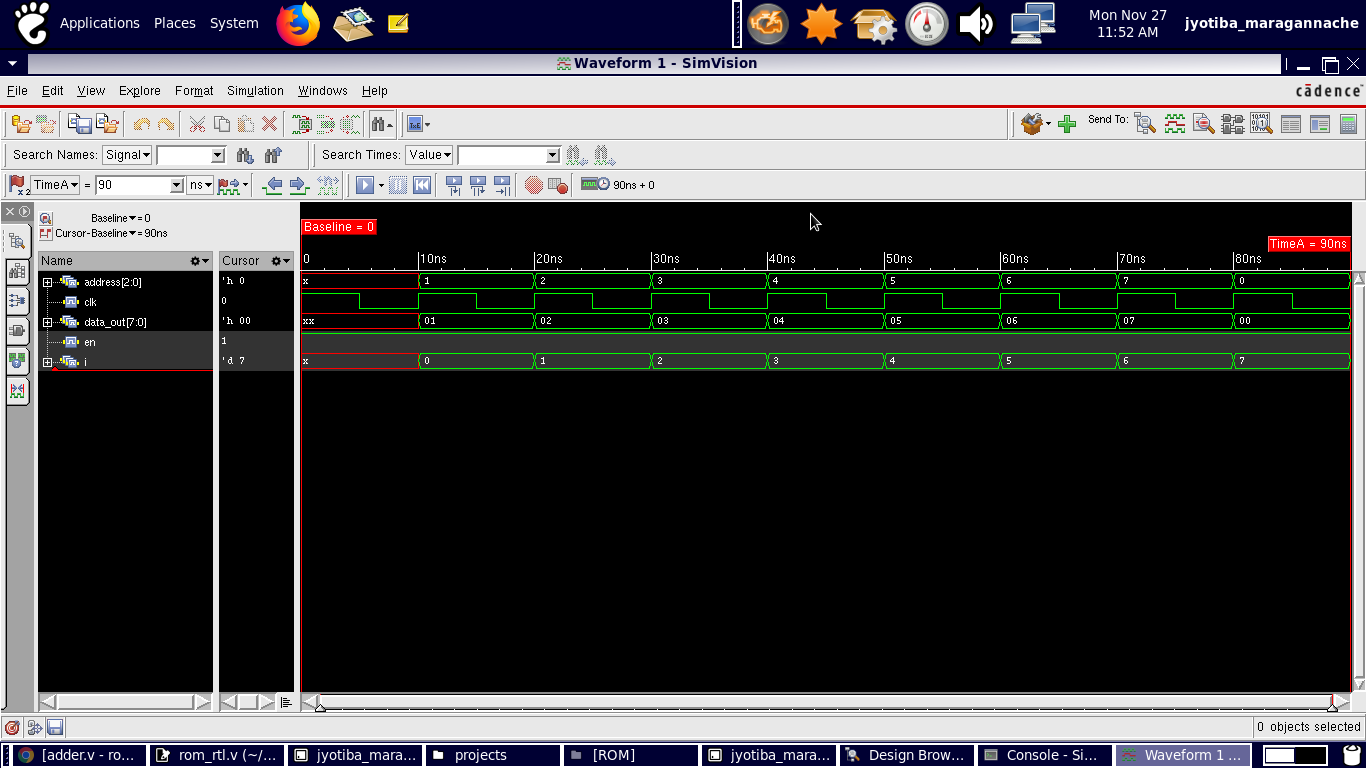 Applications Places System
Mon Nov 27
11:52 AM
jyotiba_maragannache
Waveform 1 - SimVision
File Edit View Explore Format Simulation Windows Help
cādence
Send To:
Search Names: Signal
Search Times: Value
TimeA = 90 ns
90ns + 0
Baseline = 0
Cursor-Baseline = 90ns
Baseline = 0
TimeA = 90ns
Name Cursor
0 10ns 20ns 30ns 40ns 50ns 60ns 70ns 80ns
address[2:0] 'h 0 x 1 2 3 4 5 6 7 0
clk 0
data_out[7:0] 'h 00 xx 01 02 03 04 05 06 07 00
en 1
i 'd 7 x 0 1 2 3 4 5 6 7
0 objects selected
[adder.v - ro... rom_rtl.v (~/... jyotiba_mara... projects [ROM] jyotiba_mara... Design Brow... Console - Si... Waveform 1 ...